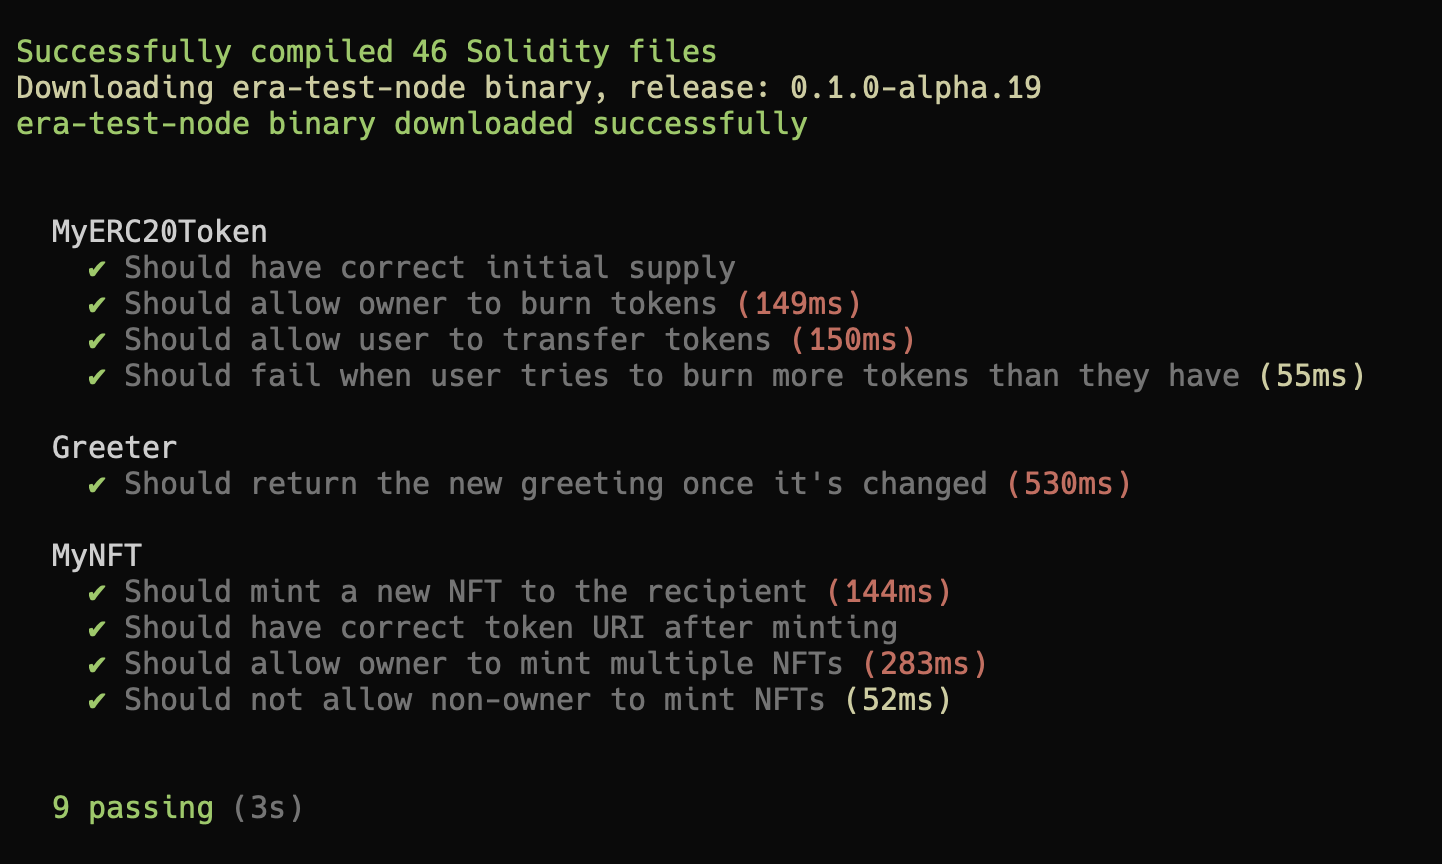 Successfully compiled 46 Solidity files
Downloading era-test-node binary, release: 0.1.0-alpha.19
era-test-node binary downloaded successfully
MyERC20Token
✔ Should have correct initial supply
✔ Should allow owner to burn tokens (149ms)
✔ Should allow user to transfer tokens (150ms)
✔ Should fail when user tries to burn more tokens than they have (55ms)
Greeter
✔ Should return the new greeting once it's changed (530ms)
MyNFT
✔ Should mint a new NFT to the recipient (144ms)
✔ Should have correct token URI after minting
✔ Should allow owner to mint multiple NFTs (283ms)
✔ Should not allow non-owner to mint NFTs (52ms)
9 passing (3s)